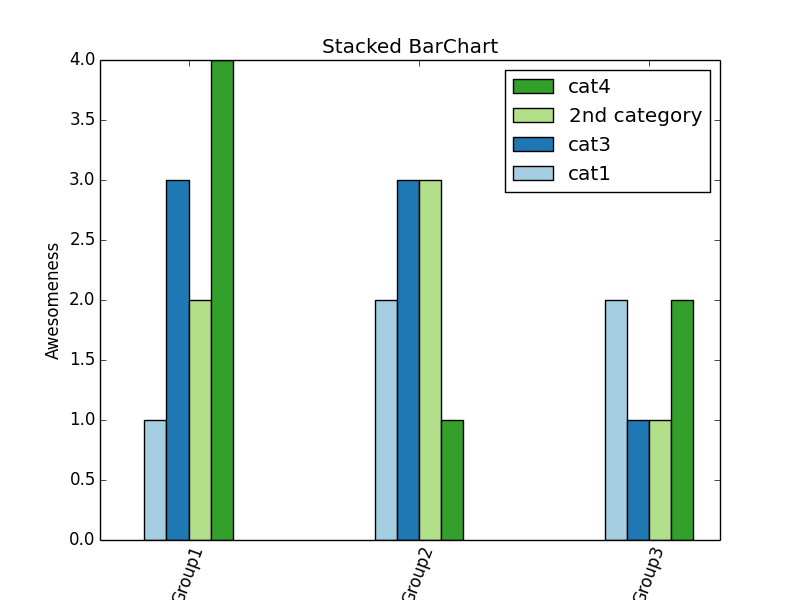 Stacked BarChart
4.0
3.5
3.0
2.5
2.0
1.5
1.0
0.5
0.0
Awesomeness
cat4
2nd category
cat3
cat1
Group1
Group2
Group3